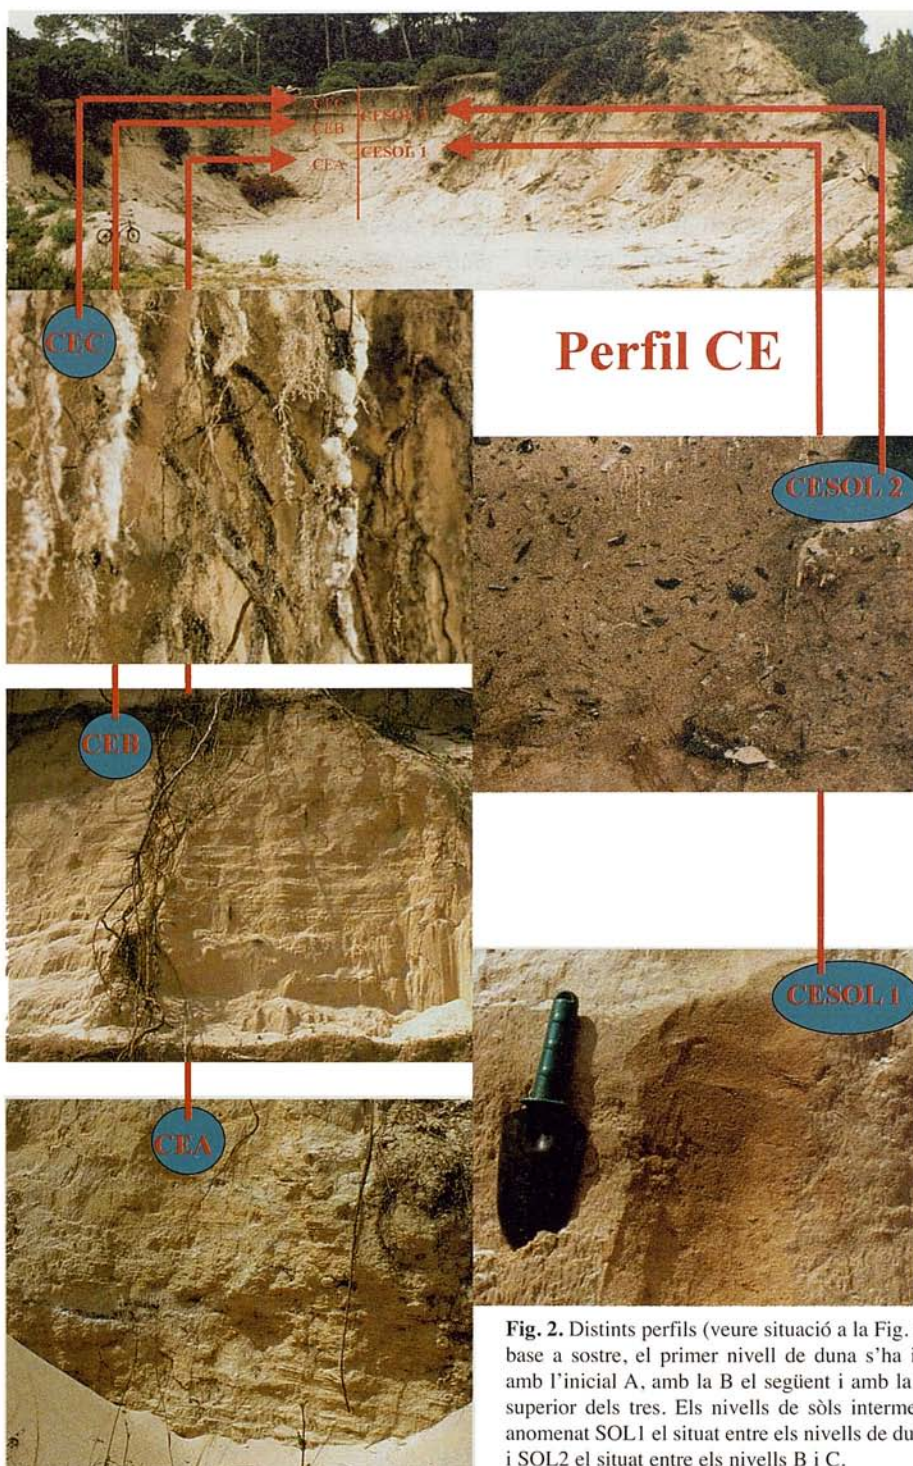 CEC
CESOL 2
CEB
CESOL 1
CEA
CEC
Perfil CE
CESOL 2
CEB
CESOL 1
CEA
Fig. 2. Distints perfils (veure situació a la Fig.
base a sostre, el primer nivell de duna s'ha i
amb l'inicial A, amb la B el següent i amb la
superior dels tres. Els nivells de sòls interme
anomenat SOL1 el situat entre els nivells de du
i SOL2 el situat entre els nivells B i C.